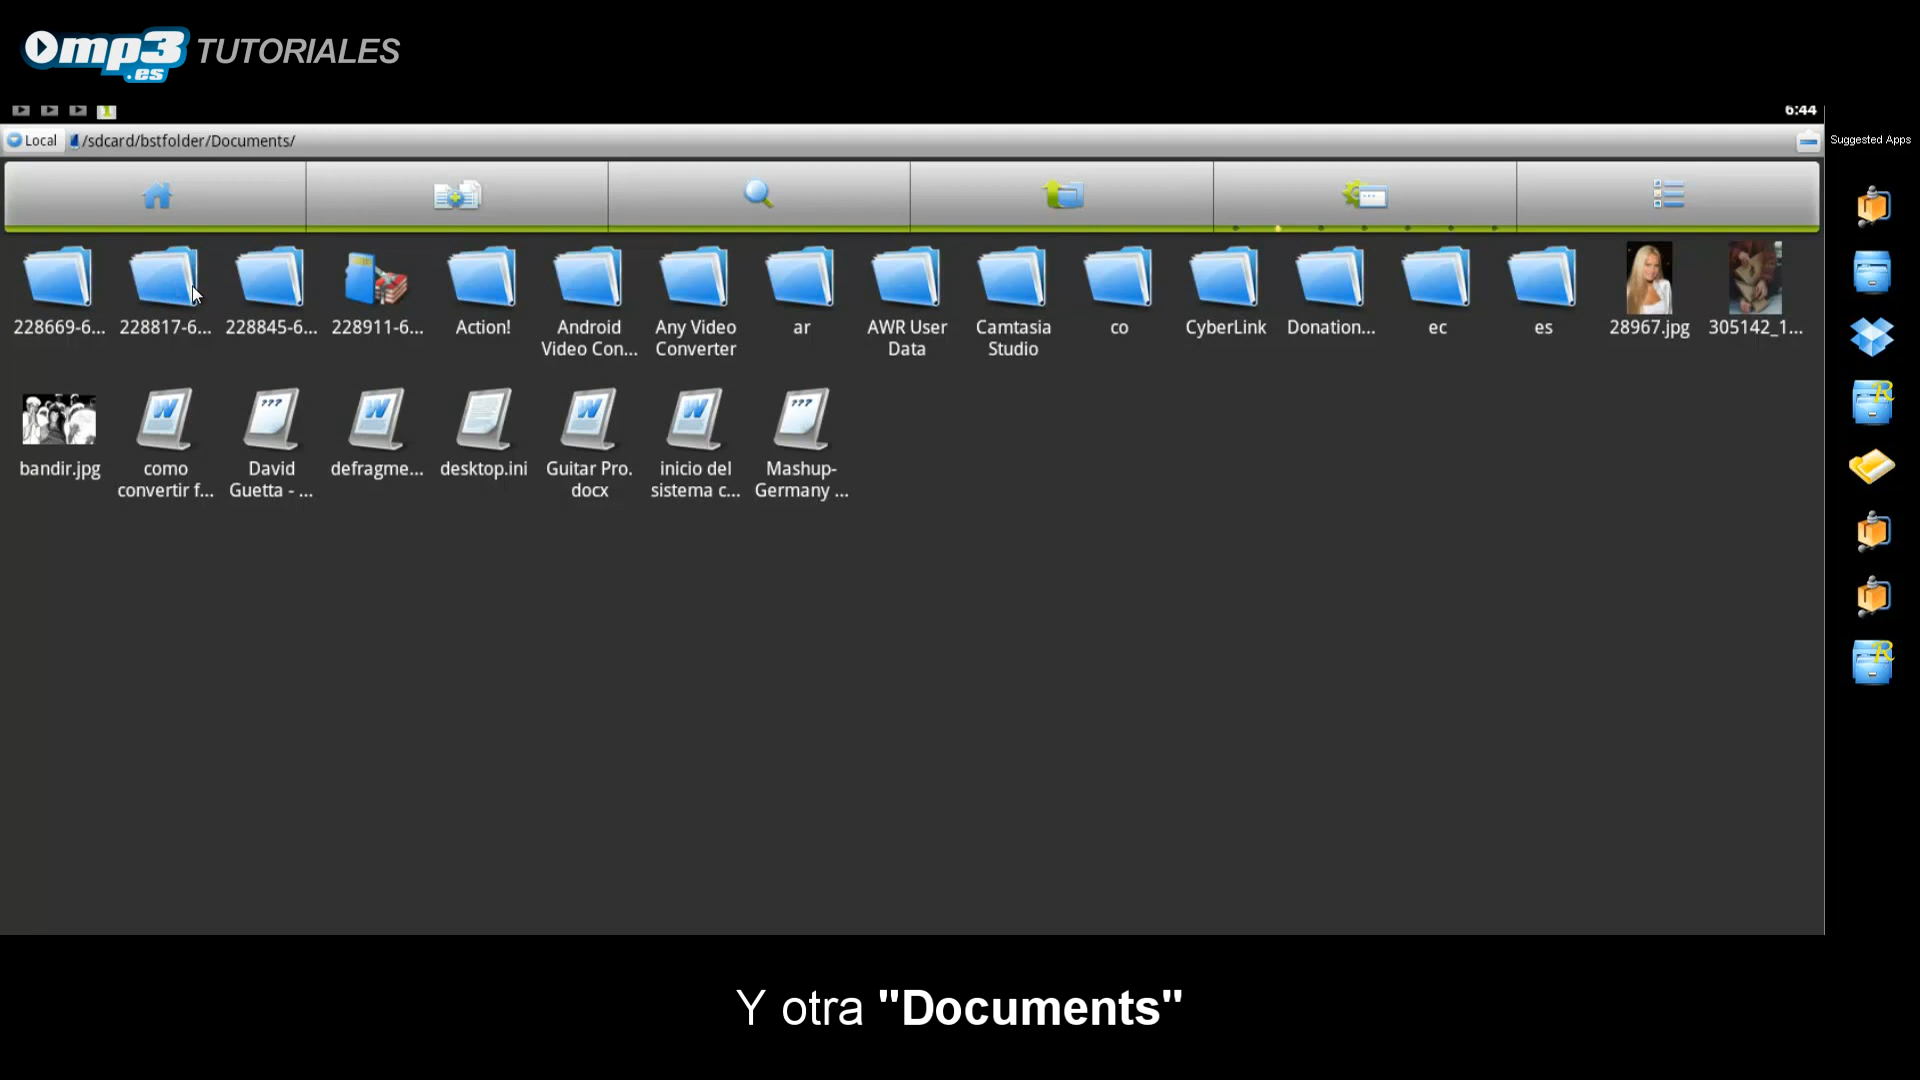 mp3 TUTORIALES
.es
6:44
Local /sdcard/bstfolder/Documents/
Suggested Apps
228669-6... 228817-6... 228845-6... 228911-6... Action! Android Any Video ar AWR User Camtasia co CyberLink Donation... ec es 28967.jpg 305142_1...
Video Con... Converter Data Studio
bandir.jpg como David defragme... desktop.ini Guitar Pro. inicio del Mashup-
convertir f... Guetta - ... docx sistema c... Germany ...
Y otra "Documents"